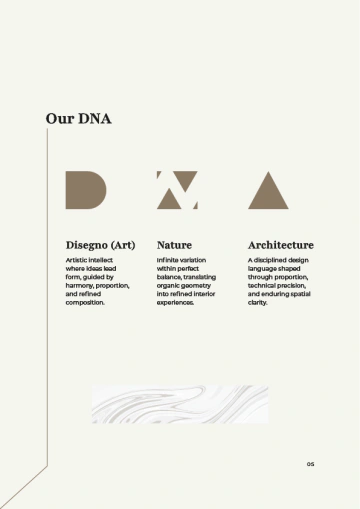 Our DNA
Disegno (Art)
Artistic intellect
where ideas lead
form, guided by
harmony, proportion,
and refined
composition.
Nature
Infinite variation
within perfect
balance, translating
organic geometry
into refined interior
experiences.
Architecture
A disciplined design
language shaped
through proportion,
technical precision,
and enduring spatial
clarity.
05